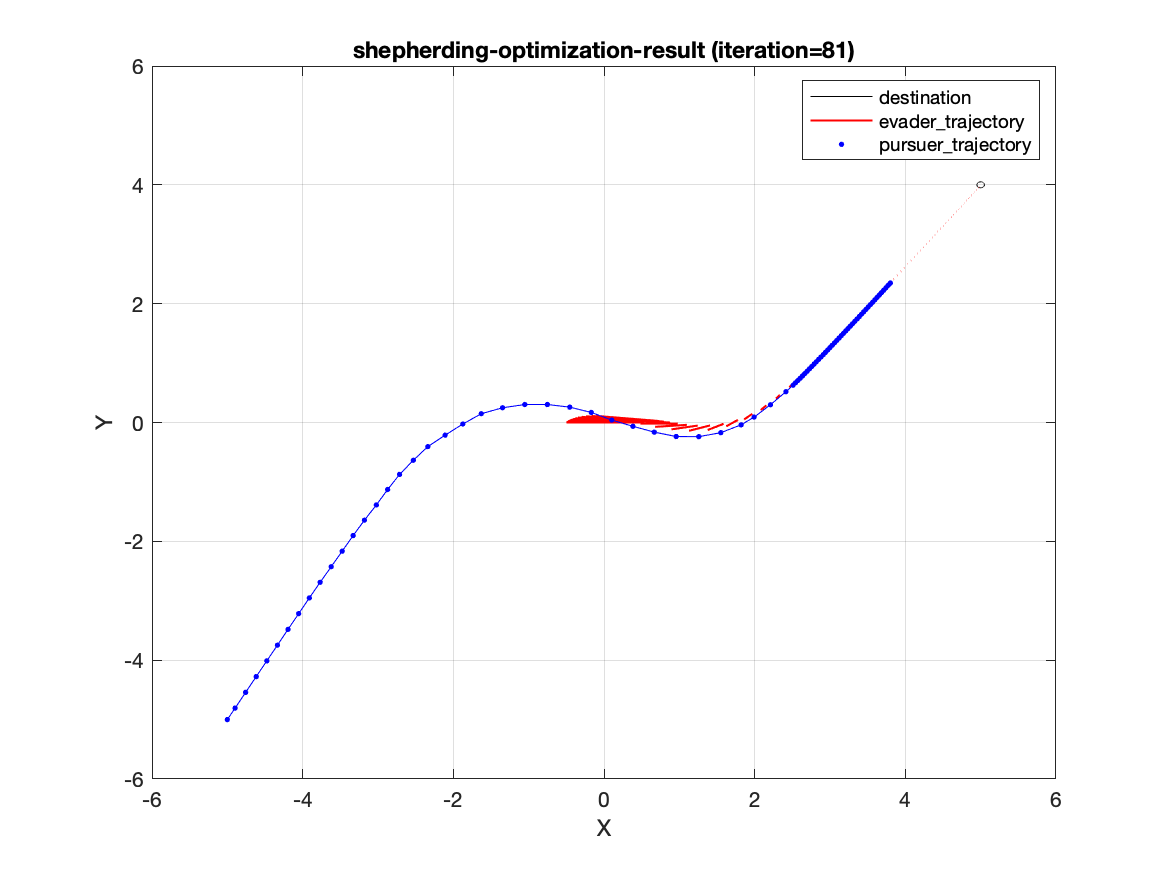 shepherding-optimization-result (iteration=81)
6
4
2
0
-2
-4
-6
Y
destination
evader_trajectory
pursuer_trajectory
-6 -4 -2 0 2 4 6
X